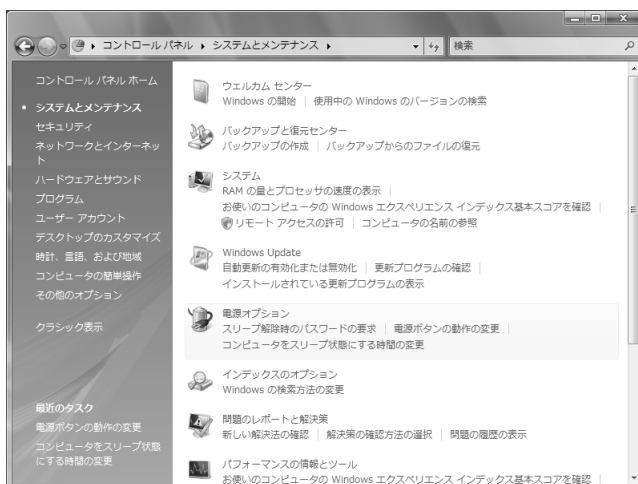 コントロール パネル ▸ システムとメンテナンス ▸
検索
コントロール パネル ホーム
システムとメンテナンス
セキュリティ
ネットワークとインターネッ
ト
ハードウェアとサウンド
プログラム
ユーザー アカウント
デスクトップのカスタマイズ
時計、言語、および地域
コンピュータの簡単操作
その他のオプション
クラシック表示
最近のタスク
電源ボタンの動作の変更
コンピュータをスリープ状態
にする時間の変更
ウェルカム センター
Windows の開始 | 使用中の Windows のバージョンの検索
バックアップと復元センター
バックアップの作成 | バックアップからのファイルの復元
システム
RAM の量とプロセッサの速度の表示 |
お使いのコンピュータの Windows エクスペリエンス インデックス基本スコアを確認 |
リモート アクセスの許可 | コンピュータの名前の参照
Windows Update
自動更新の有効化または無効化 | 更新プログラムの確認 |
インストールされている更新プログラムの表示
電源オプション
スリープ解除時のパスワードの要求 | 電源ボタンの動作の変更 |
コンピュータをスリープ状態にする時間の変更
インデックスのオプション
Windows の検索方法の変更
問題のレポートと解決策
新しい解決法の確認 | 解決策の確認方法の選択 | 問題の履歴の表示
パフォーマンスの情報とツール
お使いのコンピュータの Windows エクスペリエンス インデックス基本スコアを確認 |